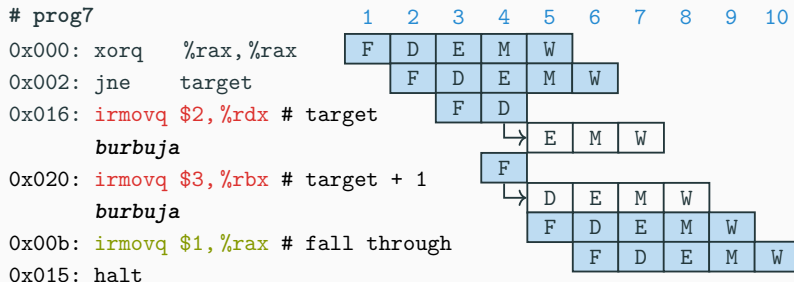 # prog7 1 2 3 4 5 6 7 8 9 10
0x000: xorq %rax,%rax F D E M W
0x002: jne target F D E M W
0x016: irmovq $2,%rdx # target F D
burbuja E M W
0x020: irmovq $3,%rbx # target + 1 F
burbuja D E M W
0x00b: irmovq $1,%rax # fall through F D E M W
0x015: halt F D E M W